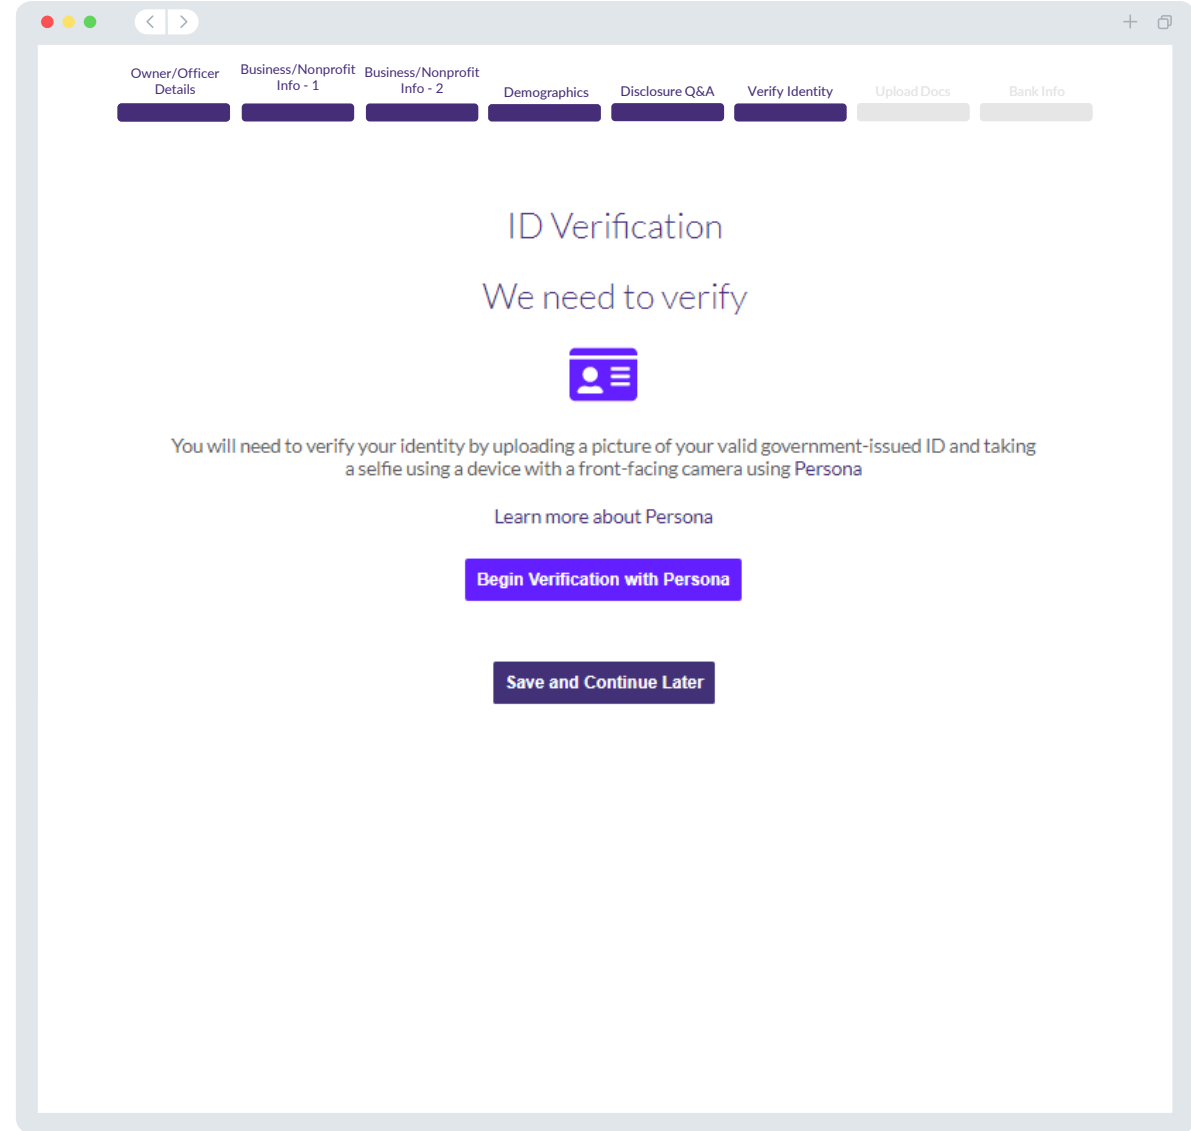 Owner/Officer
Details
Business/Nonprofit
Info - 1
Business/Nonprofit
Info - 2
Demographics
Disclosure Q&A
Verify Identity
Upload Docs
Bank Info
ID Verification
We need to verify
You will need to verify your identity by uploading a picture of your valid government-issued ID and taking
a selfie using a device with a front-facing camera using Persona
Learn more about Persona
Begin Verification with Persona
Save and Continue Later